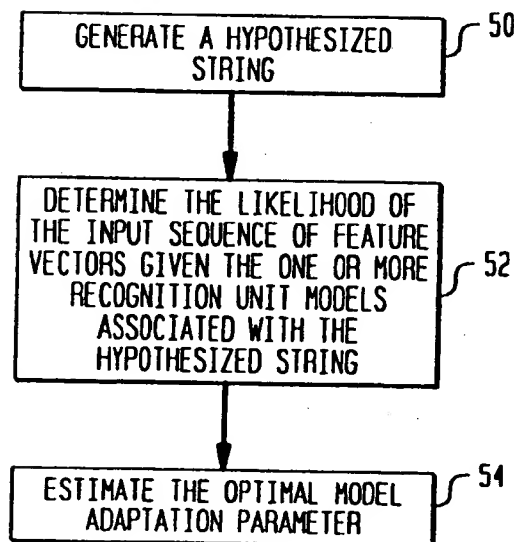 GENERATE A HYPOTHESIZED
STRING
50
DETERMINE THE LIKELIHOOD OF
THE INPUT SEQUENCE OF FEATURE
VECTORS GIVEN THE ONE OR MORE
RECOGNITION UNIT MODELS
ASSOCIATED WITH THE
HYPOTHESIZED STRING
52
ESTIMATE THE OPTIMAL MODEL
ADAPTATION PARAMETER
54